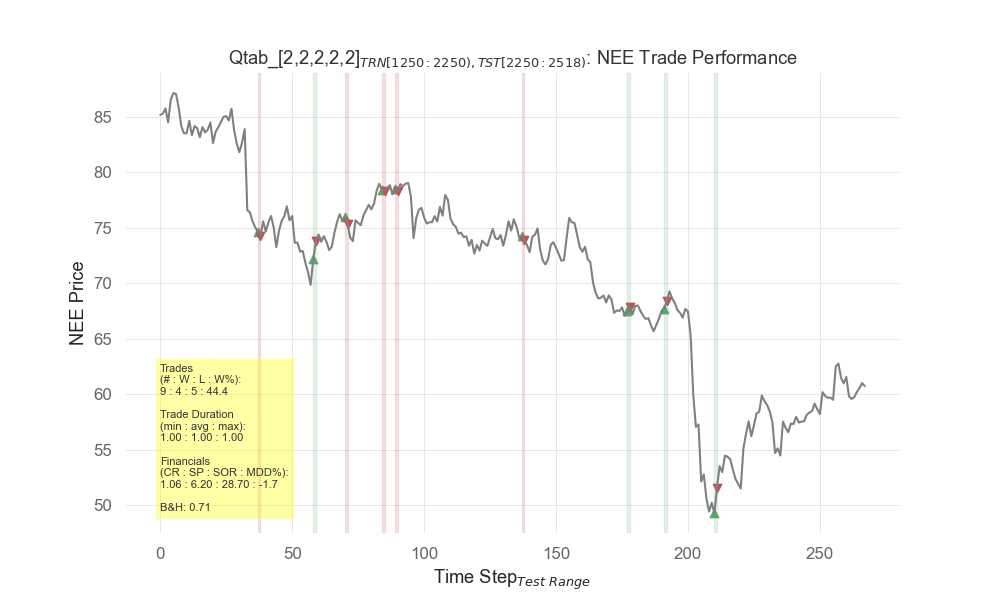 Qtab_[2,2,2,2,2]TRN[1250:2250),TST[2250:2518): NEE Trade Performance
NEE Price
85
80
75
70
65
60
55
50
Trades
(# : W : L : W%):
9 : 4 : 5 : 44.4
Trade Duration
(min : avg : max):
1.00 : 1.00 : 1.00
Financials
(CR : SP : SOR : MDD%):
1.06 : 6.20 : 28.70 : -1.7
B&H: 0.71
0 50 100 150 200 250
Time StepTest Range